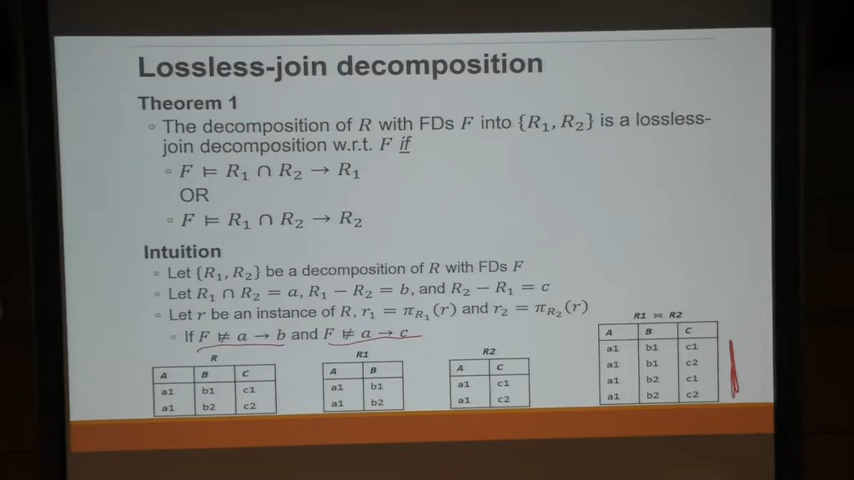 Lossless-join decomposition
Theorem 1
◦ The decomposition of R with FDs F into {R₁, R₂} is a lossless-
join decomposition w.r.t. F if
◦ F ⊨ R₁ ∩ R₂ → R₁
OR
◦ F ⊨ R₁ ∩ R₂ → R₂
Intuition
◦ Let {R₁, R₂} be a decomposition of R with FDs F
◦ Let R₁ ∩ R₂ = a, R₁ − R₂ = b, and R₂ − R₁ = c
◦ Let r be an instance of R, r₁ = π_R₁(r) and r₂ = π_R₂(r)
◦ If F ⊭ a → b and F ⊭ a → c
R
A B C
a1 b1 c1
a1 b2 c2
R1
A B
a1 b1
a1 b2
R2
A C
a1 c1
a1 c2
R1 ⋈ R2
A B C
a1 b1 c1
a1 b1 c2
a1 b2 c1
a1 b2 c2